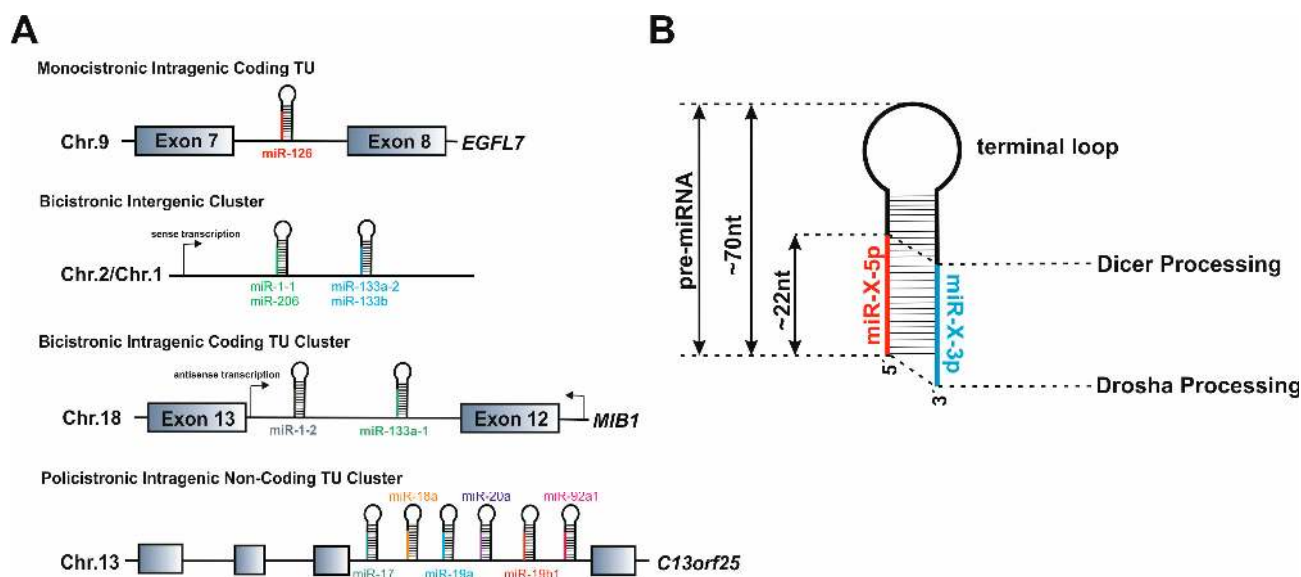 A
Monocistronic Intragenic Coding TU
Chr.9
Exon 7
Exon 8
EGFL7
miR-126
Bicistronic Intergenic Cluster
sense transcription
Chr.2/Chr.1
miR-1-1
miR-206
miR-133a-2
miR-133b
Bicistronic Intragenic Coding TU Cluster
antisense transcription
Chr.18
Exon 13
Exon 12
MIB1
miR-1-2
miR-133a-1
Policistronic Intragenic Non-Coding TU Cluster
miR-18a
miR-20a
miR-92a1
Chr.13
C13orf25
miR-17
miR-19a
miR-19b1
B
terminal loop
pre-miRNA
~70nt
~22nt
miR-X-5p
miR-X-3p
Dicer Processing
5
3
Drosha Processing